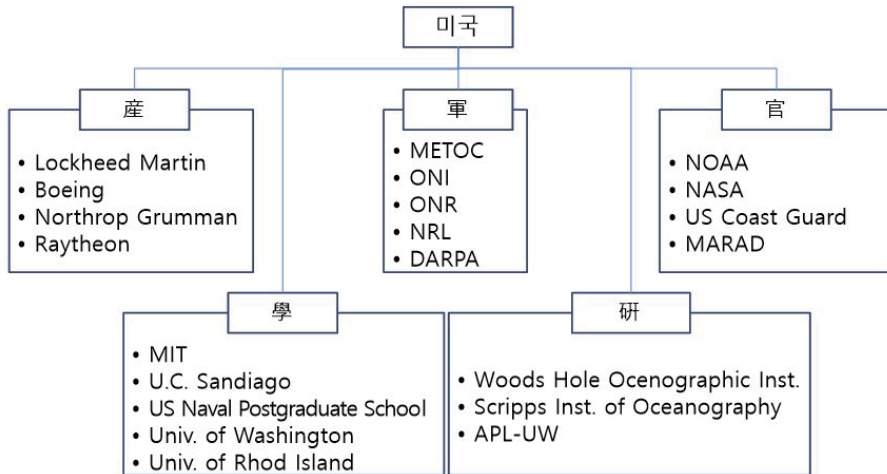 미국
産
• Lockheed Martin
• Boeing
• Northrop Grumman
• Raytheon
軍
• METOC
• ONI
• ONR
• NRL
• DARPA
官
• NOAA
• NASA
• US Coast Guard
• MARAD
學
• MIT
• U.C. Sandiago
• US Naval Postgraduate School
• Univ. of Washington
• Univ. of Rhod Island
硏
• Woods Hole Ocenographic Inst.
• Scripps Inst. of Oceanography
• APL-UW